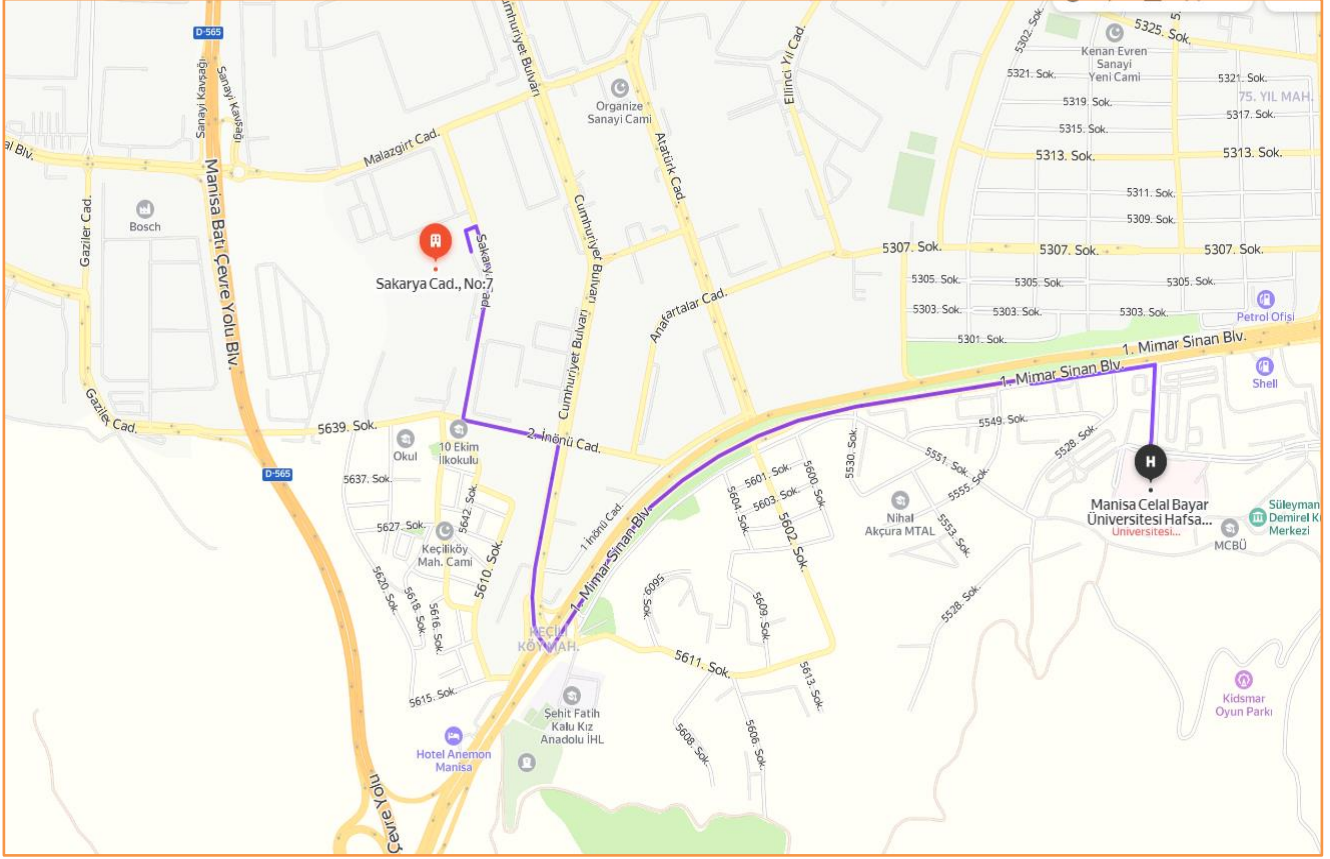 D-565
Cumhuriyet Bulvarı
5302. Sok.
5325. Sok.
5.
Kenan Evren
Sanayi
Yeni Cami
Sanayi Kavşağı
Sanayi Kavşağı
Ellinci Yıl Cad.
5321. Sok.
5321. Sok.
Organize
Sanayi Cami
75. YIL MAH.
5319. Sok.
5317. Sok.
5315. Sok.
al Blv.
Malazgirt Cad.
Atatürk Cad.
5313. Sok.
5313. Sok.
Manisa Batı Çevre Yolu Blv.
Gaziler Cad.
Bosch
5311. Sok.
5309. Sok.
Cumhuriyet Bulvarı
5307. Sok.
5307. Sok.
5307. Sok.
Sakarya Cad.
Sakarya Cad., No:7
5305. Sok.
5305. Sok.
5305. Sok.
Anafartalar Cad.
5303. Sok.
5303. Sok.
5303. Sok.
Petrol Ofisi
5301. Sok.
1. Mimar Sinan Blv.
Cumhuriyet Bulvarı
1. Mimar Sinan Blv.
Shell
Gaziler Cad.
5639. Sok.
2. İnönü Cad.
5549. Sok.
10 Ekim
İlkokulu
Okul
5530. Sok.
5528. Sok.
5551. Sok.
H
D-565
5637. Sok.
5601. Sok.
5600. Sok.
5555. Sok.
5642. Sok.
5604. Sok.
5603. Sok.
Manisa Celal Bayar
Üniversitesi Hafsa...
Üniversitesi...
Nihal
Akçura MTAL
5553. Sok.
Süleyman
Demirel K
Merkezi
MCBÜ
5627. Sok.
1 İnönü Cad.
1. Mimar Sinan Blv.
5602. Sok.
Keçiliköy
Mah. Cami
5610. Sok.
5620. Sok.
5618. Sok.
5616. Sok.
5609. Sok.
5609. Sok.
5528. Sok.
KEÇİLİ
KÖY MAH.
5611. Sok.
5613. Sok.
5615. Sok.
Şehit Fatih
Kalu Kız
Anadolu İHL
5608. Sok.
5606. Sok.
Kidsmar
Oyun Parkı
Hotel Anemon
Manisa
Çevre Yolu